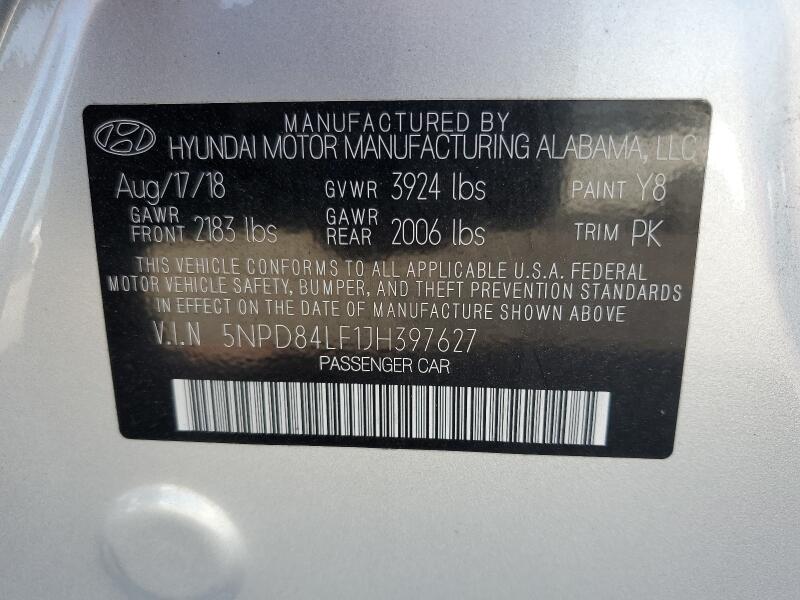 MANUFACTURED BY
HYUNDAI MOTOR MANUFACTURING ALABAMA, LLC
Aug/17/18 GVWR 3924 lbs PAINT Y8
GAWR FRONT 2183 lbs GAWR REAR 2006 lbs TRIM PK
THIS VEHICLE CONFORMS TO ALL APPLICABLE U.S.A. FEDERAL
MOTOR VEHICLE SAFETY, BUMPER, AND THEFT PREVENTION STANDARDS
IN EFFECT ON THE DATE OF MANUFACTURE SHOWN ABOVE
V.I.N 5NPD84LF1JH397627
PASSENGER CAR